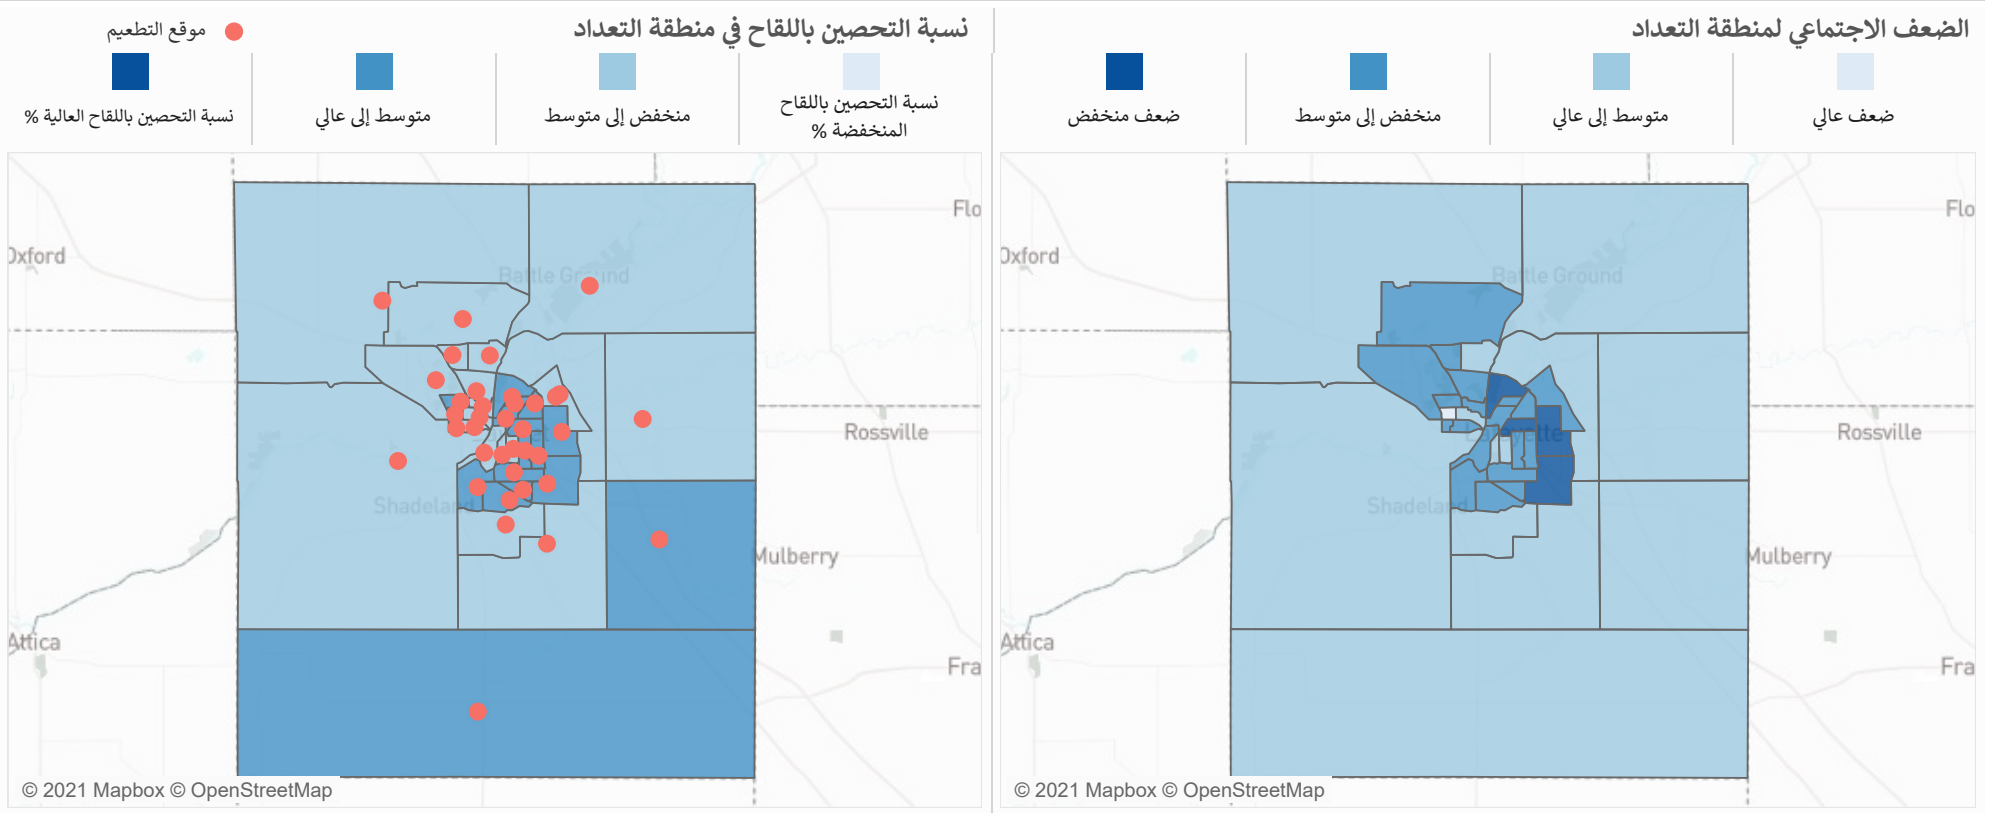 الضعف الاجتماعي لمنطقة التعداد
ضعف عالي
متوسط إلى عالي
منخفض إلى متوسط
ضعف منخفض
Flo
Oxford
Battle Ground
Rossville
Lafayette
Shadeland
Mulberry
Attica
Fra
© 2021 Mapbox © OpenStreetMap
نسبة التحصين باللقاح في منطقة التعداد
موقع التطعيم
نسبة التحصين باللقاح
المنخفضة %
منخفض إلى متوسط
متوسط إلى عالي
نسبة التحصين باللقاح العالية %
Flo
Oxford
Battle Ground
Rossville
Shadeland
Mulberry
Attica
Fra
© 2021 Mapbox © OpenStreetMap